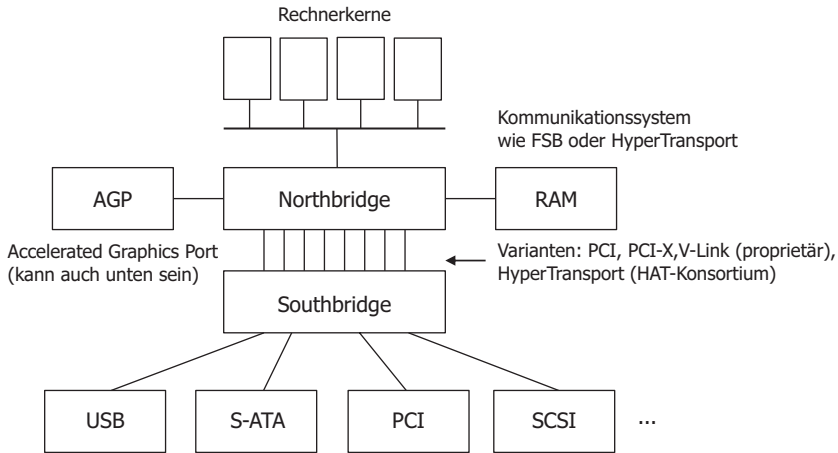 Rechnerkerne
Kommunikationssystem
wie FSB oder HyperTransport
AGP
Northbridge
RAM
Accelerated Graphics Port
(kann auch unten sein)
Varianten: PCI, PCI-X,V-Link (proprietär),
HyperTransport (HAT-Konsortium)
Southbridge
USB
S-ATA
PCI
SCSI
...